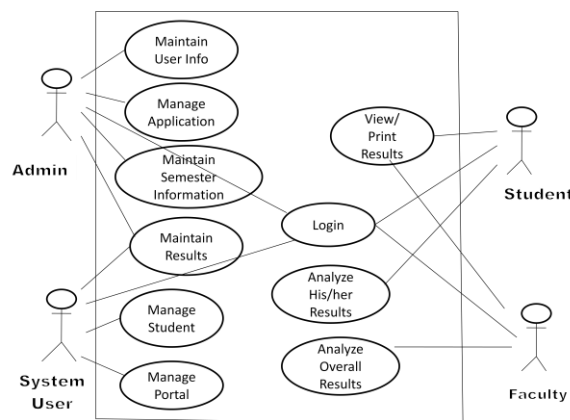 Maintain
User Info
Manage
Application
View/
Print
Results
Admin
Maintain
Semester
Information
Student
Login
Maintain
Results
Analyze
His/her
Results
Manage
Student
Analyze
Overall
Results
System
User
Manage
Portal
Faculty